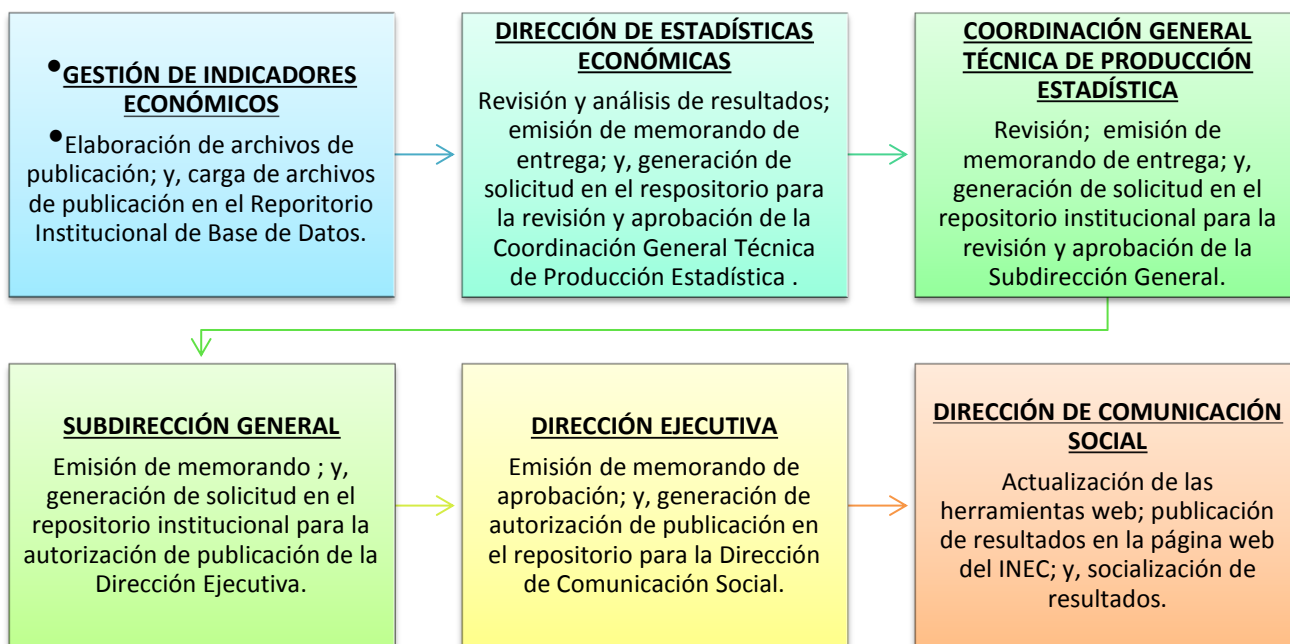 •GESTIÓN DE INDICADORES
ECONÓMICOS
•Elaboración de archivos de
publicación; y, carga de archivos
de publicación en el Reporitorio
Institucional de Base de Datos.
DIRECCIÓN DE ESTADÍSTICAS
ECONÓMICAS
Revisión y análisis de resultados;
emisión de memorando de
entrega; y, generación de
solicitud en el respositorio para
la revisión y aprobación de la
Coordinación General Técnica
de Producción Estadística .
COORDINACIÓN GENERAL
TÉCNICA DE PRODUCCIÓN
ESTADÍSTICA
Revisión; emisión de
memorando de entrega; y,
generación de solicitud en el
repositorio institucional para la
revisión y aprobación de la
Subdirección General.
SUBDIRECCIÓN GENERAL
Emisión de memorando ; y,
generación de solicitud en el
repositorio institucional para la
autorización de publicación de la
Dirección Ejecutiva.
DIRECCIÓN EJECUTIVA
Emisión de memorando de
aprobación; y, generación de
autorización de publicación en
el repositorio para la Dirección
de Comunicación Social.
DIRECCIÓN DE COMUNICACIÓN
SOCIAL
Actualización de las
herramientas web; publicación
de resultados en la página web
del INEC; y, socialización de
resultados.